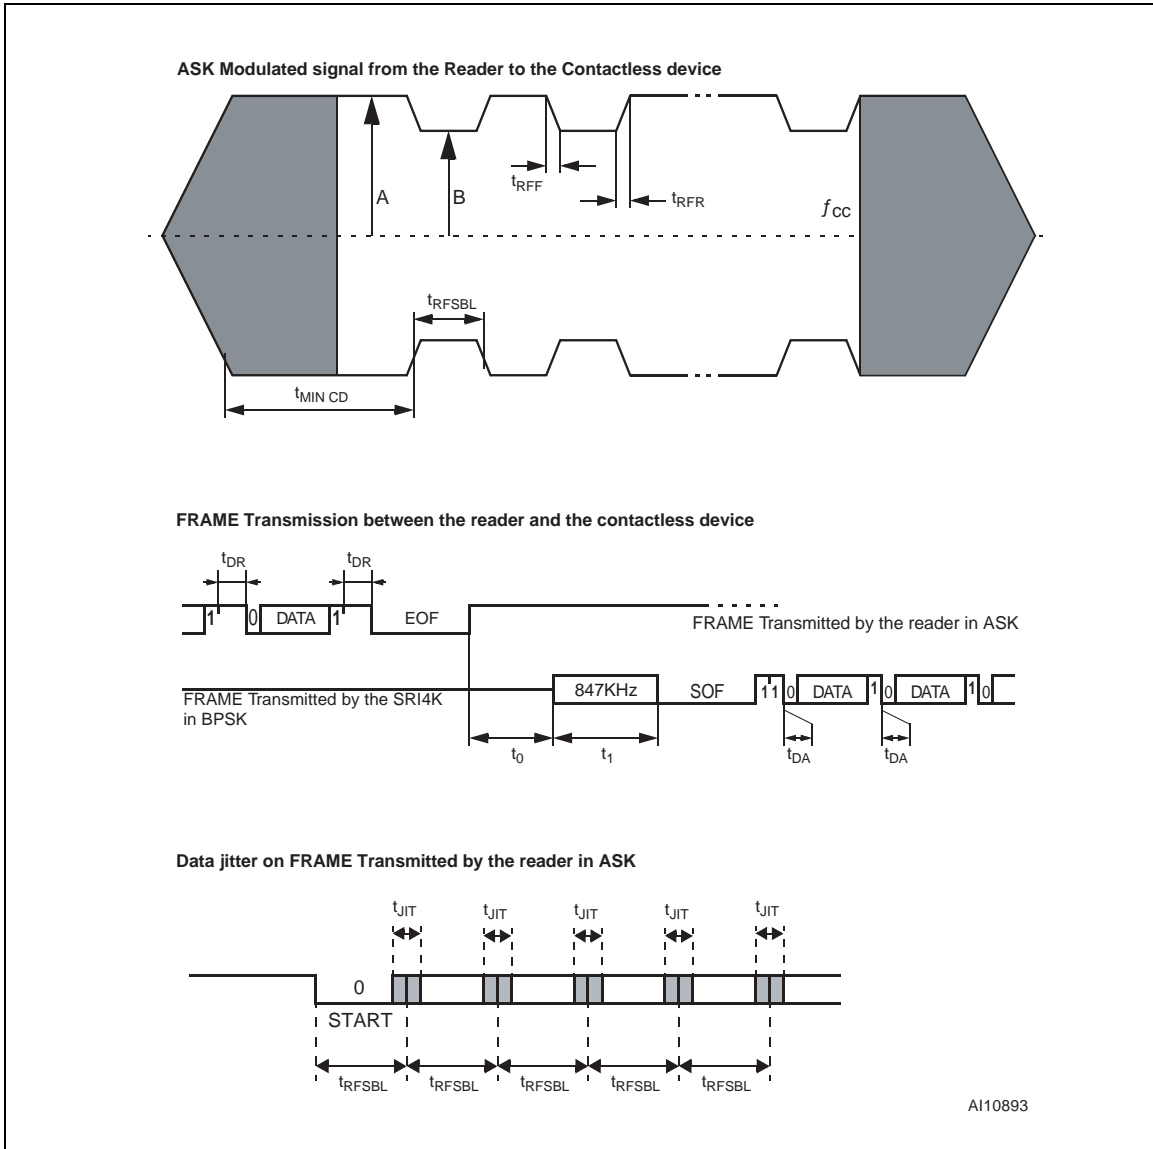 ASK Modulated signal from the Reader to the Contactless device
A
B
tRFF
tRFR
ƒcc
tRFSBL
tMIN CD
FRAME Transmission between the reader and the contactless device
tDR
tDR
1
0
DATA
1
EOF
FRAME Transmitted by the reader in ASK
FRAME Transmitted by the SRI4K
in BPSK
847KHz
SOF
1 1
0
DATA
1
0
DATA
1
0
t0
t1
tDA
tDA
Data jitter on FRAME Transmitted by the reader in ASK
tJIT
tJIT
tJIT
tJIT
tJIT
0
START
tRFSBL
tRFSBL
tRFSBL
tRFSBL
tRFSBL
AI10893